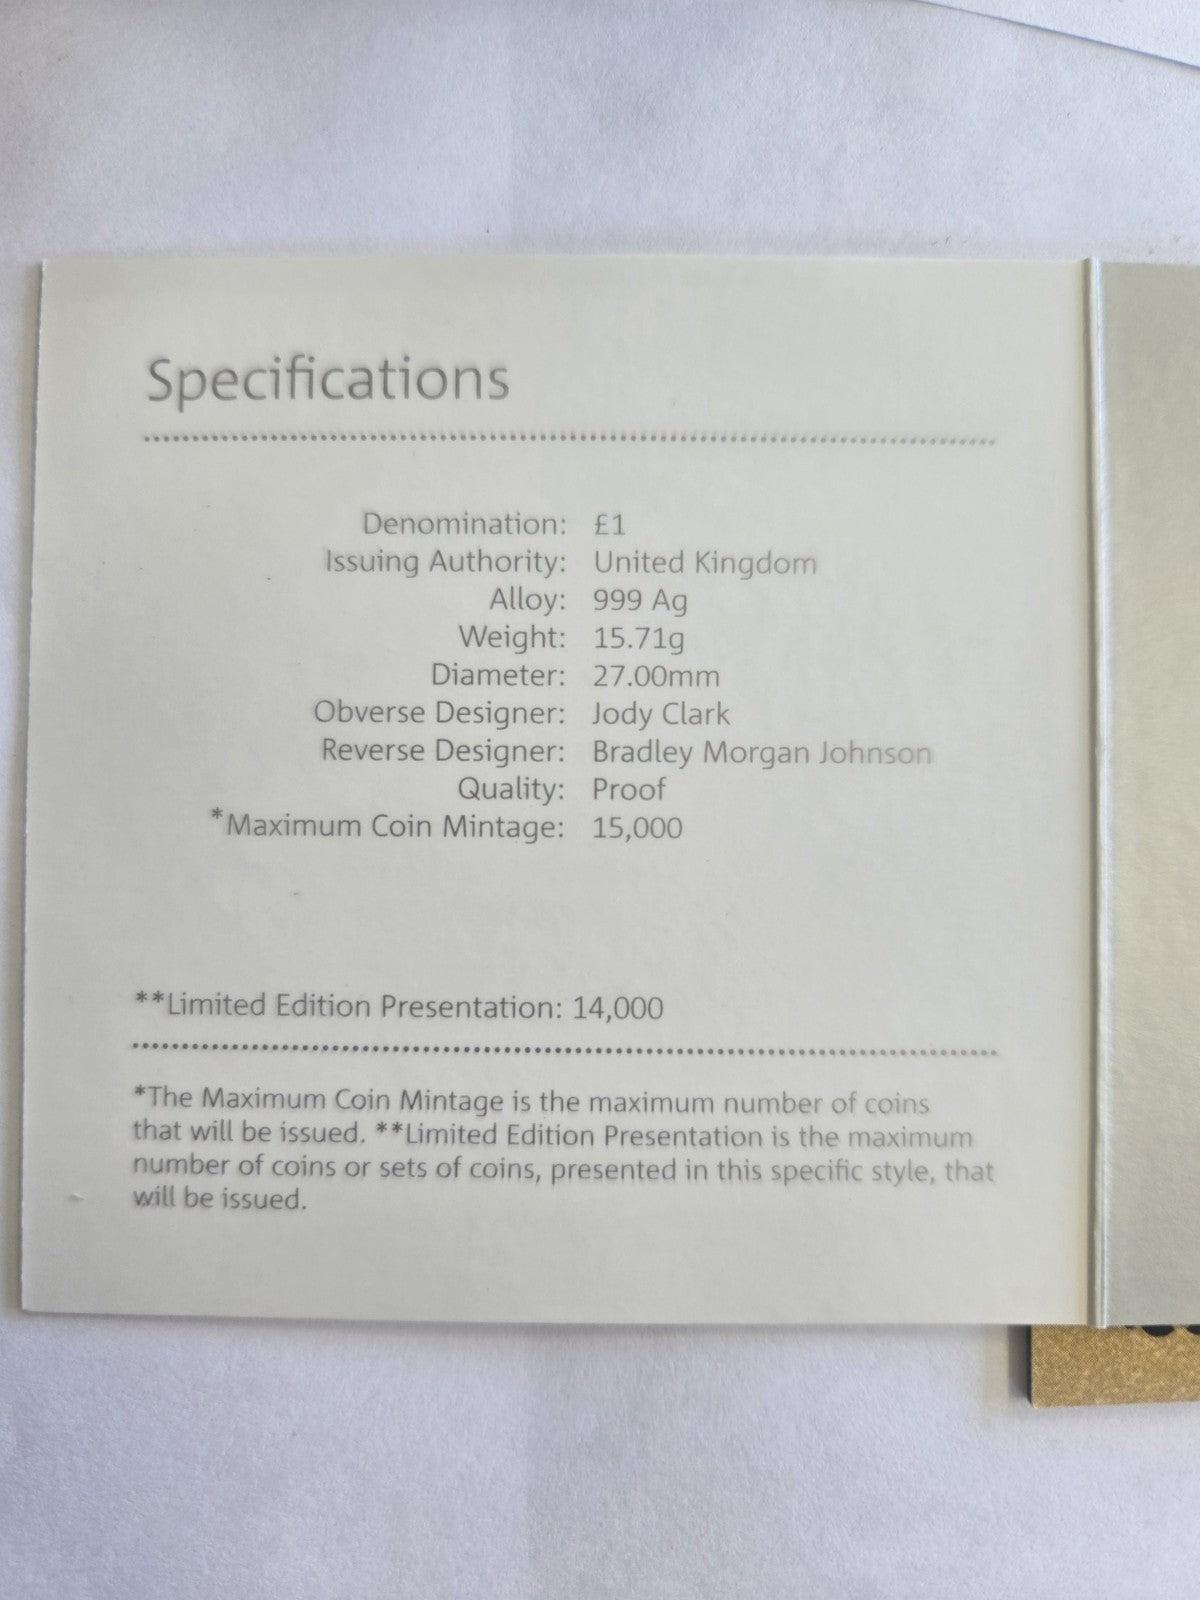 Specifications
Denomination: £1
Issuing Authority: United Kingdom
Alloy: 999 Ag
Weight: 15.71g
Diameter: 27.00mm
Obverse Designer: Jody Clark
Reverse Designer: Bradley Morgan Johnson
Quality: Proof
*Maximum Coin Mintage: 15,000
**Limited Edition Presentation: 14,000
*The Maximum Coin Mintage is the maximum number of coins
that will be issued. **Limited Edition Presentation is the maximum
number of coins or sets of coins, presented in this specific style, that
will be issued.